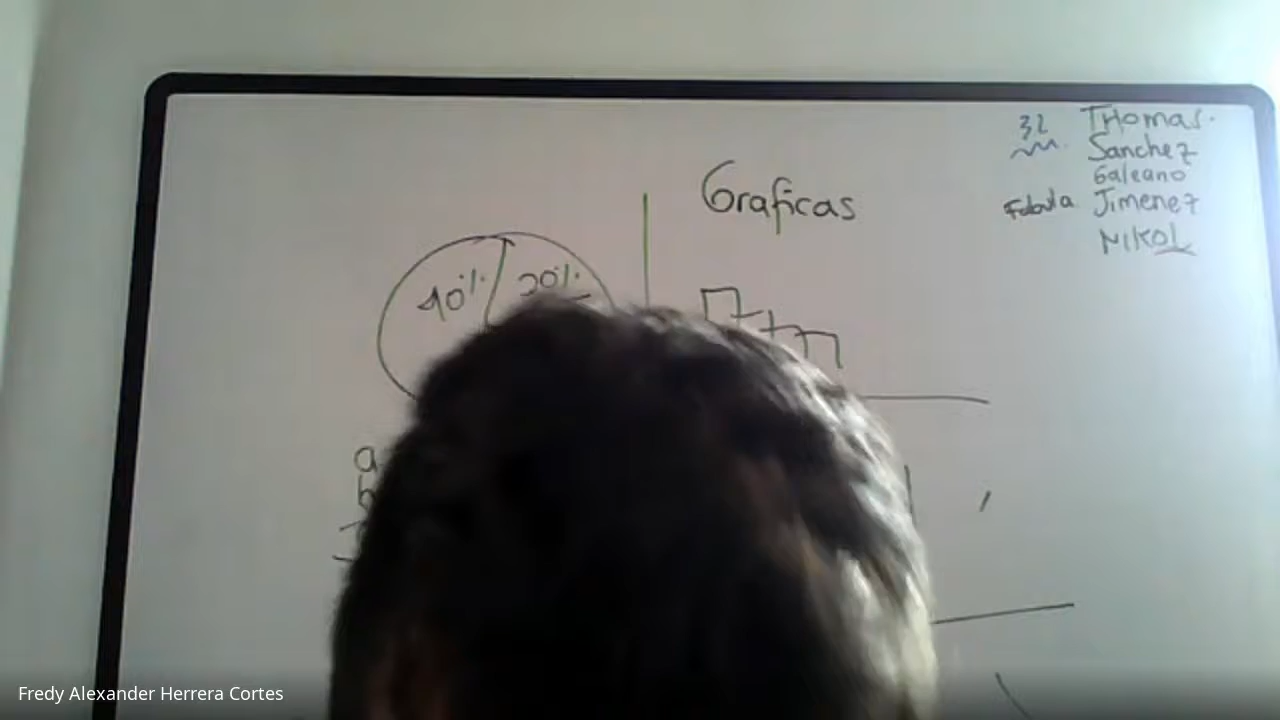 Graficas
40%
20%
a
b
32
THomas.
Sanchez
Galeano
Fabula Jimenez
NIKOL
Fredy Alexander Herrera Cortes